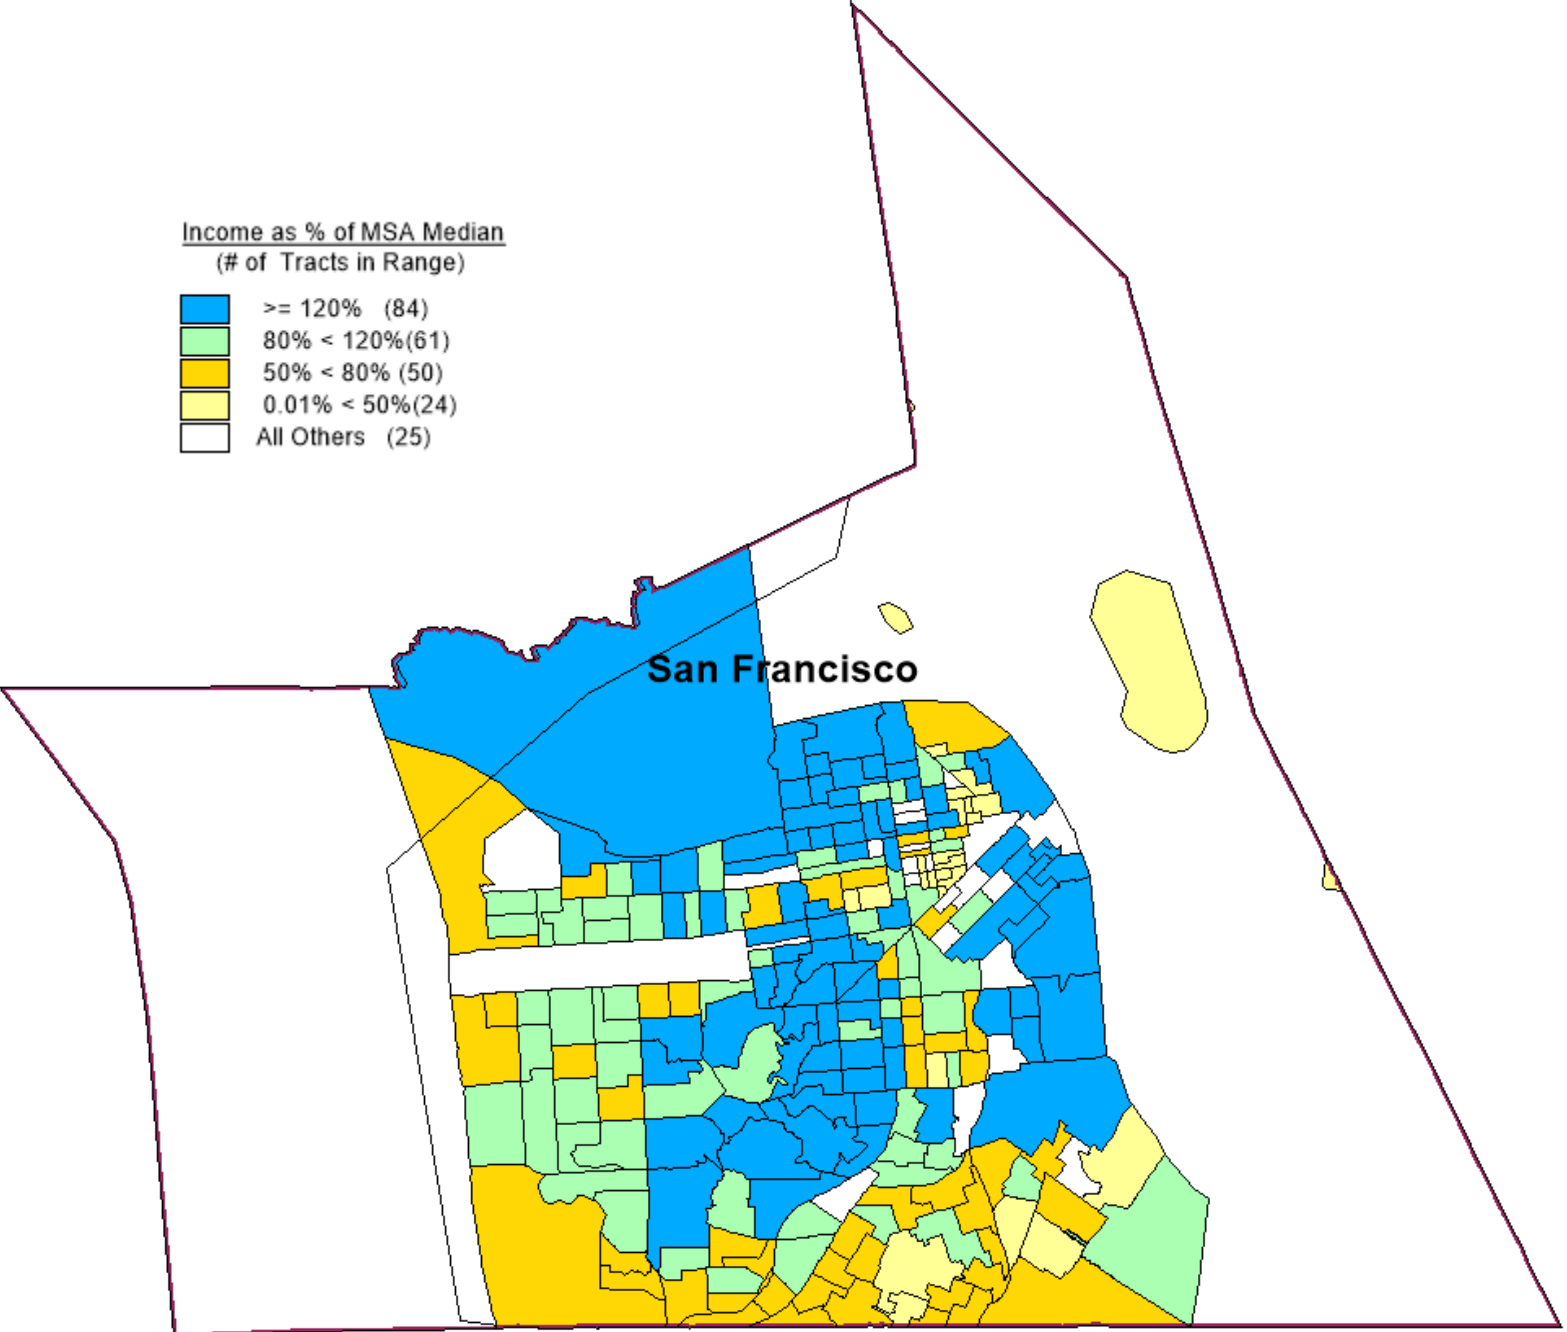 Income as % of MSA Median
(# of Tracts in Range)
>= 120% (84)
80% < 120%(61)
50% < 80% (50)
0.01% < 50%(24)
All Others (25)
San Francisco